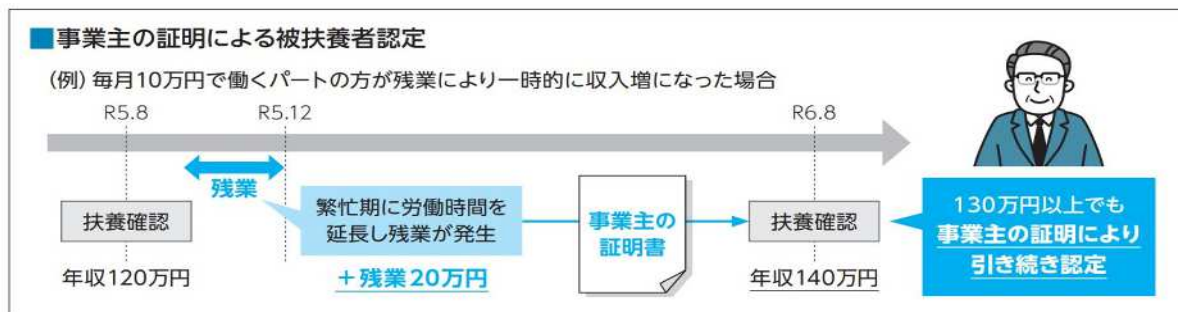 ■事業主の証明による被扶養者認定
(例)毎月10万円で働くパートの方が残業により一時的に収入増になった場合
R5.8
R5.12
R6.8
残業
扶養確認
年収120万円
繁忙期に労働時間を
延長し残業が発生
+残業20万円
事業主の
証明書
扶養確認
年収140万円
130万円以上でも
事業主の証明により
引き続き認定